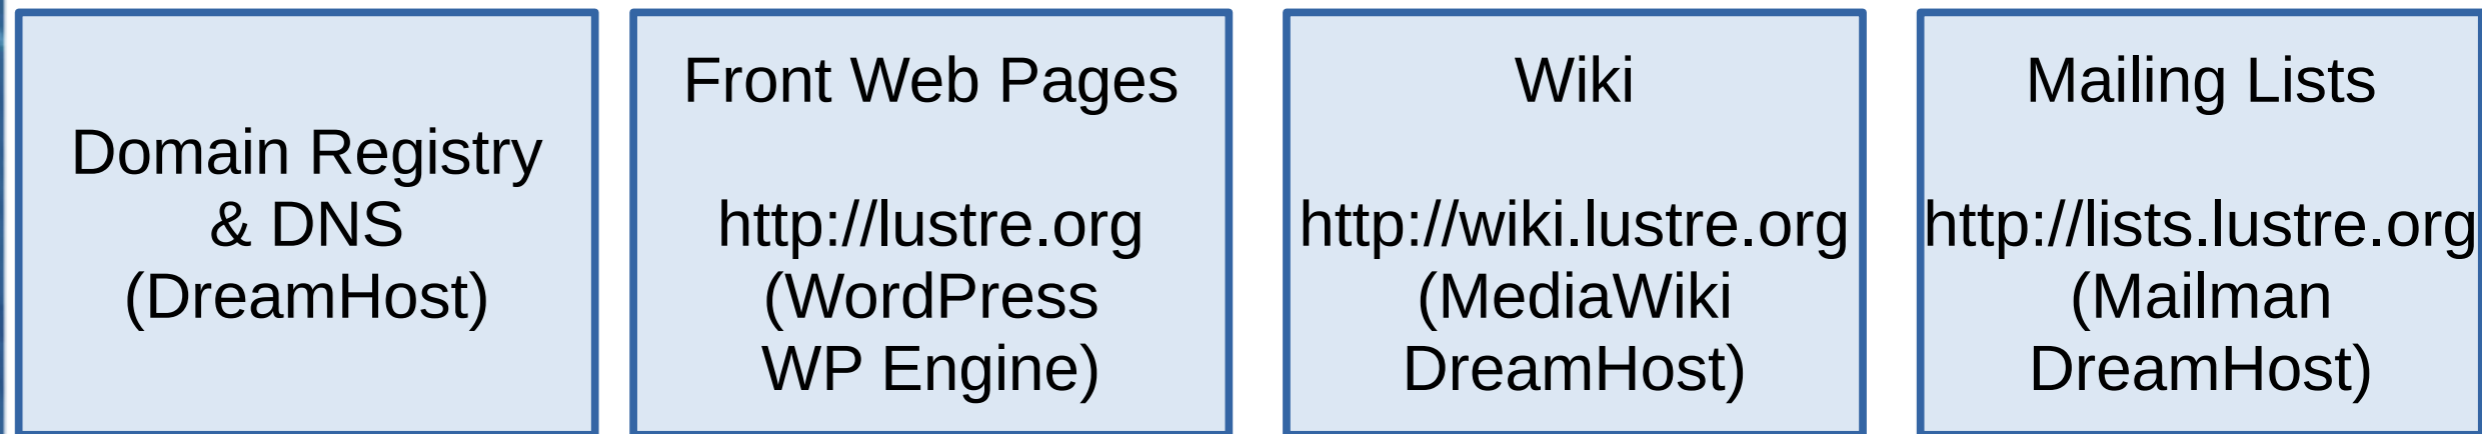 Domain Registry
& DNS
(DreamHost)
Front Web Pages
http://lustre.org
(WordPress
WP Engine)
Wiki
http://wiki.lustre.org
(MediaWiki
DreamHost)
Mailing Lists
http://lists.lustre.org
(Mailman
DreamHost)